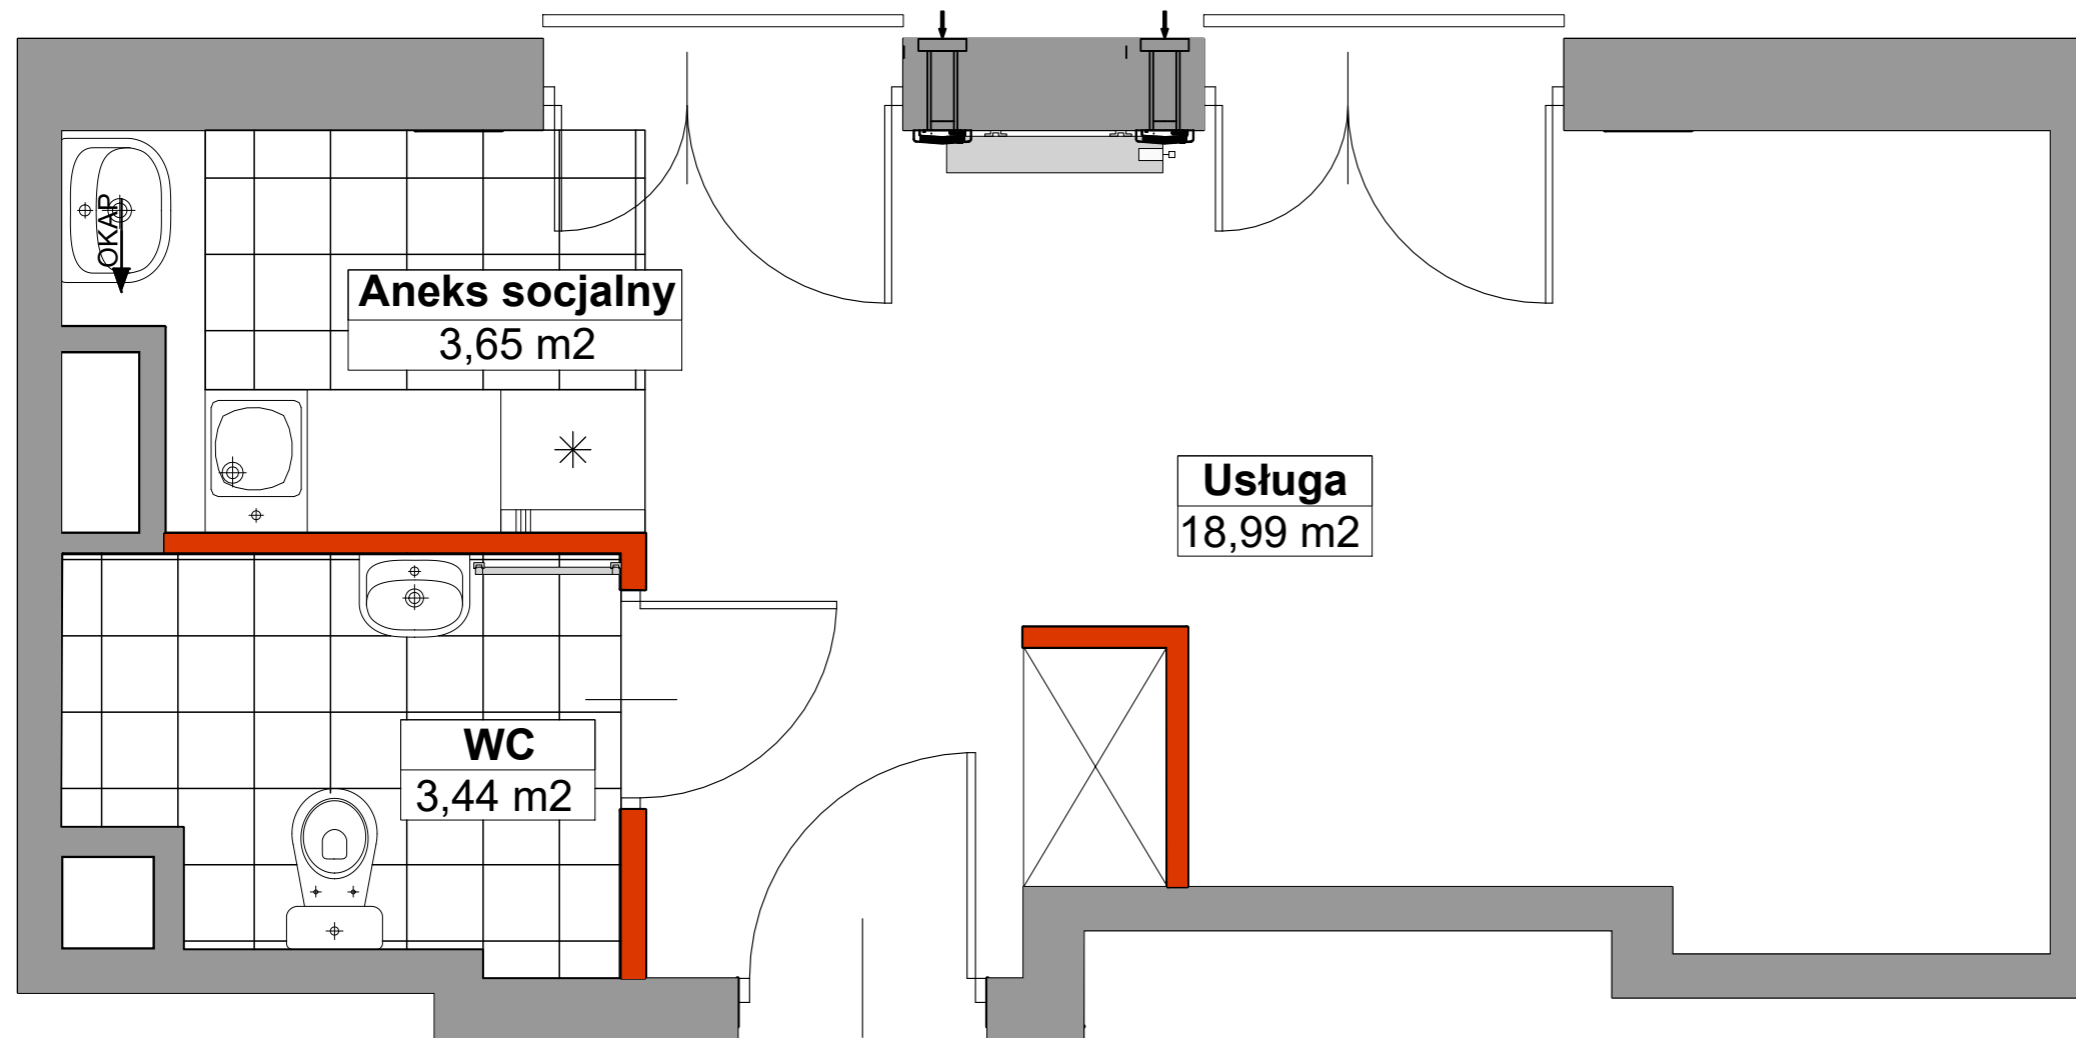 OKAP
Aneks socjalny
3,65 m2
Usługa
18,99 m2
WC
3,44 m2